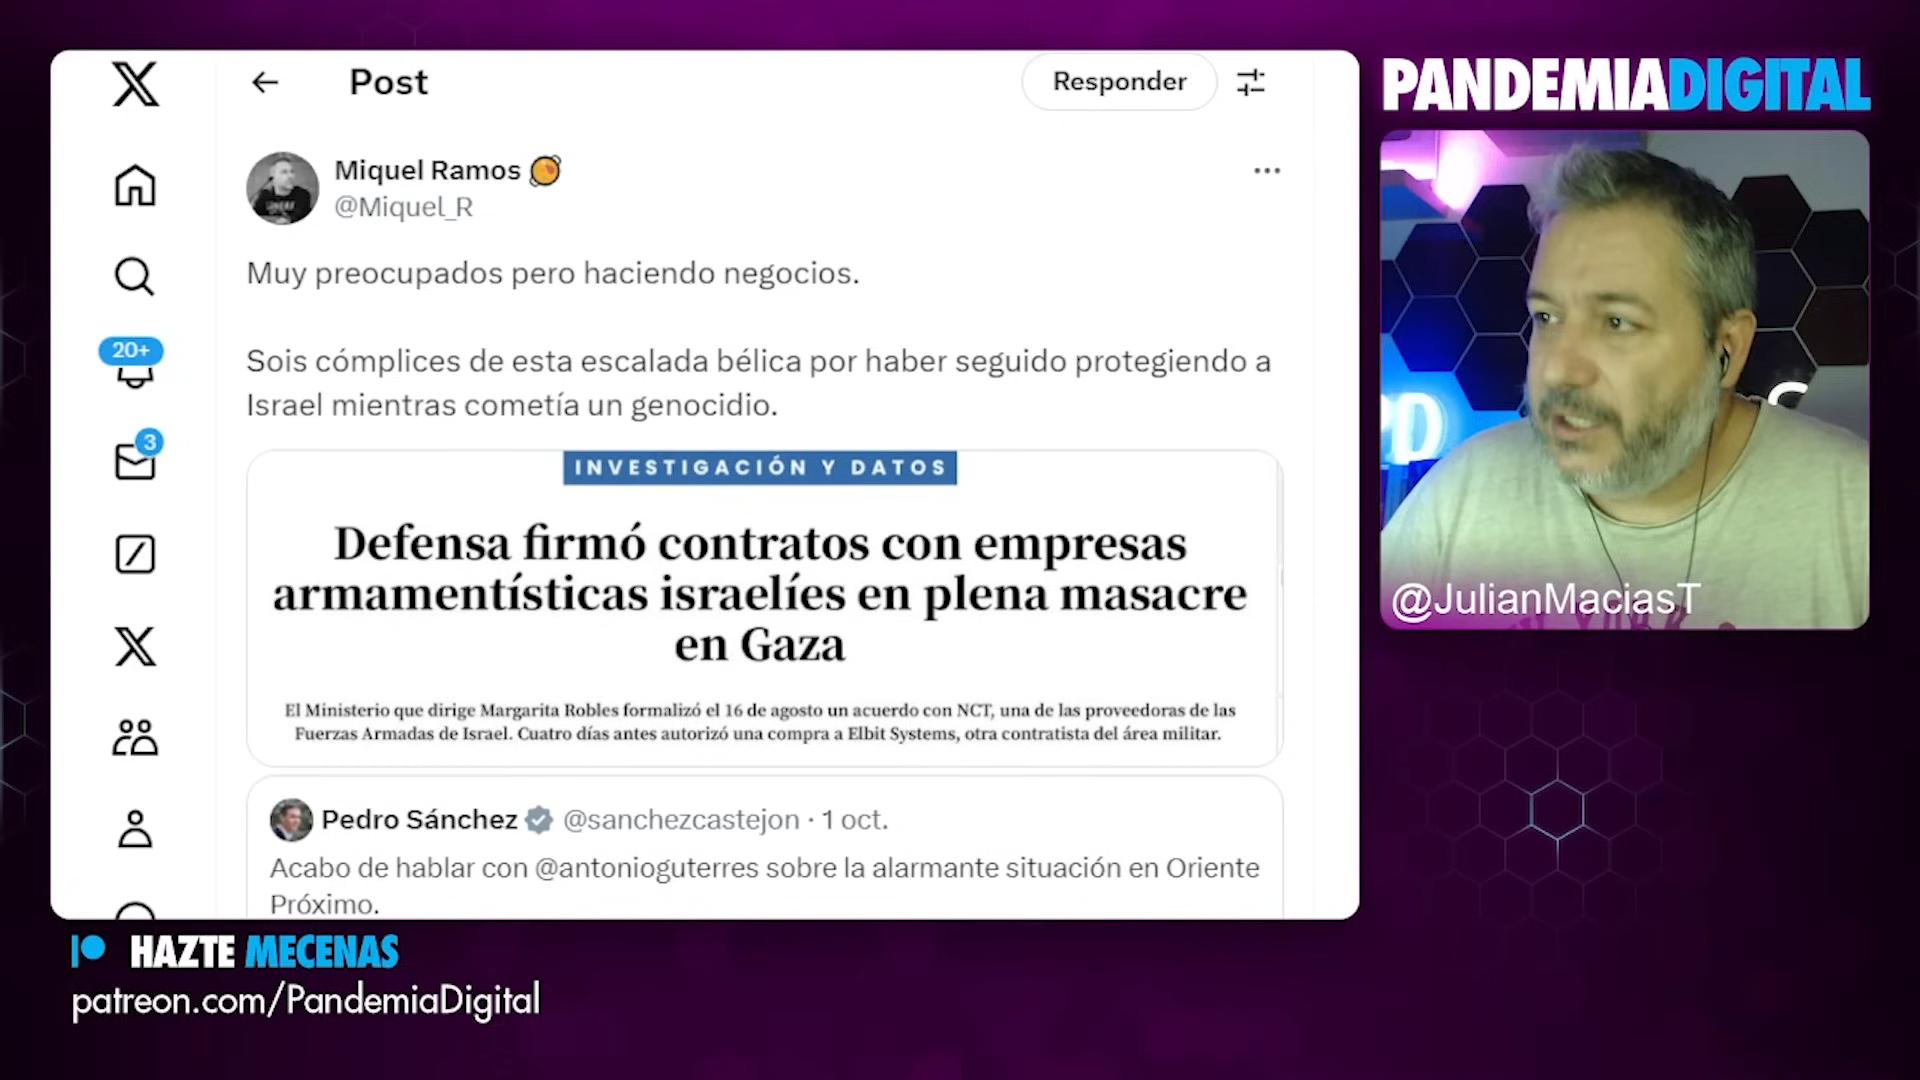 Post
Responder
PANDEMIADIGITAL
Miquel Ramos
@Miquel_R
Muy preocupados pero haciendo negocios.
Sois cómplices de esta escalada bélica por haber seguido protegiendo a
Israel mientras cometía un genocidio.
20+
3
INVESTIGACIÓN Y DATOS
Defensa firmó contratos con empresas
armamentísticas israelíes en plena masacre
en Gaza
El Ministerio que dirige Margarita Robles formalizó el 16 de agosto un acuerdo con NCT, una de las proveedoras de las
Fuerzas Armadas de Israel. Cuatro días antes autorizó una compra a Elbit Systems, otra contratista del área militar.
Pedro Sánchez @sanchezcastejon · 1 oct.
Acabo de hablar con @antonioguterres sobre la alarmante situación en Oriente
Próximo.
@JulianMaciasT
HAZTE MECENAS
patreon.com/PandemiaDigital